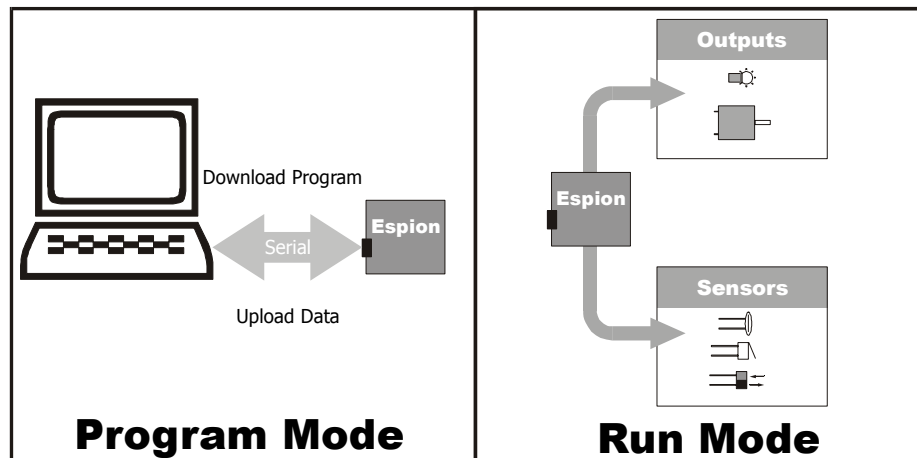 Download Program
Serial
Espion
Upload Data
Program Mode
Outputs
Espion
Sensors
Run Mode